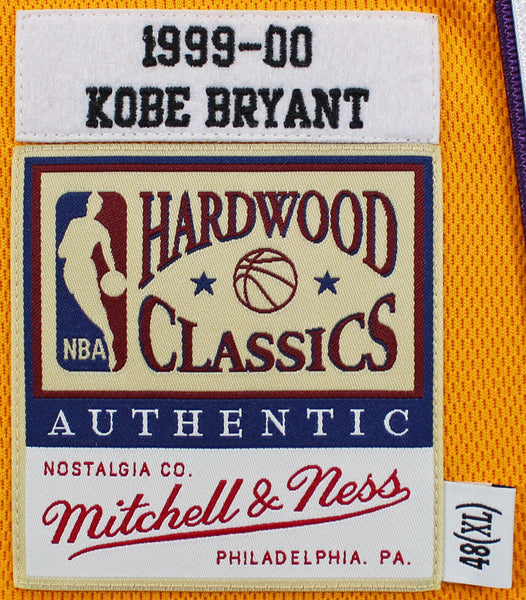 1999-00
KOBE BRYANT
HARDWOOD
CLASSICS
NBA
AUTHENTIC
NOSTALGIA CO.
Mitchell & Ness
PHILADELPHIA. PA.
48(XL)